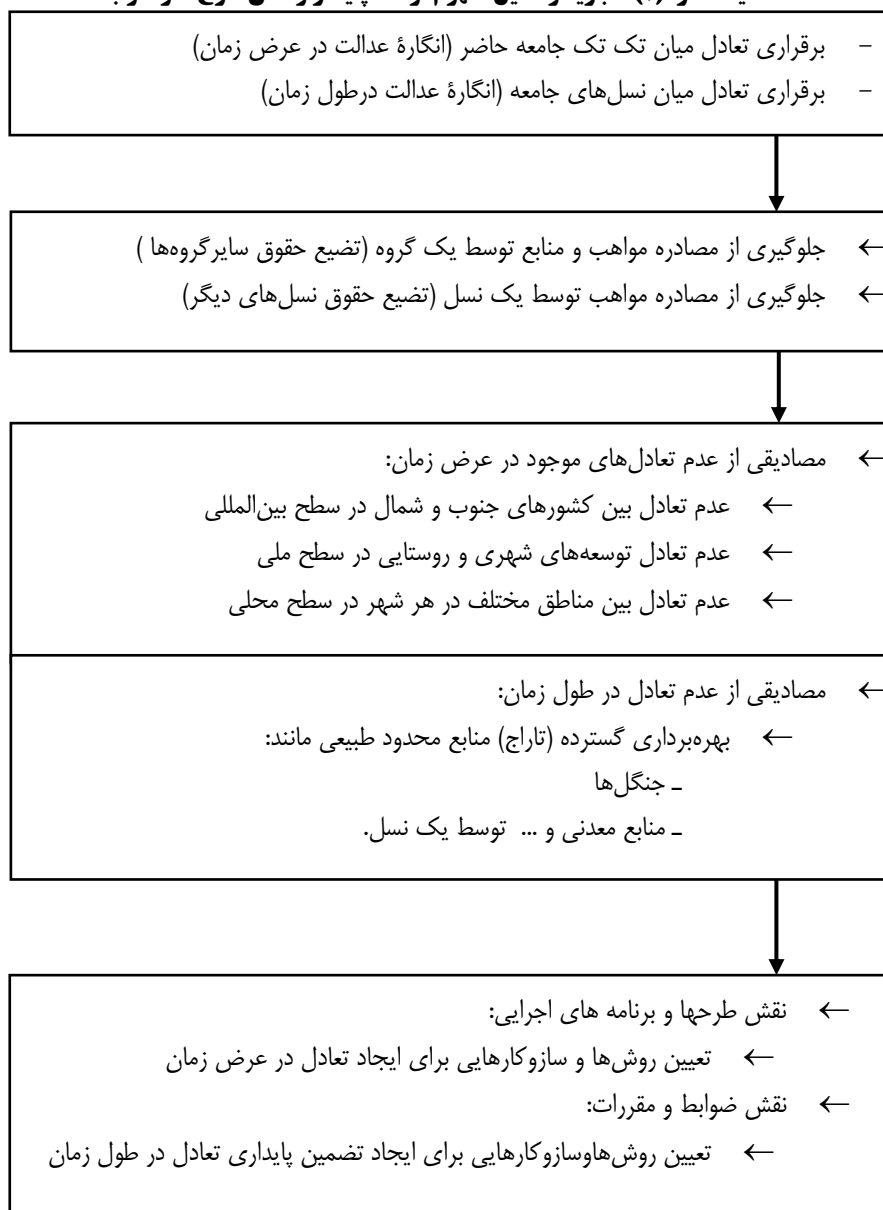 - برقراری تعادل میان تک تک جامعه حاضر (انگارۀ عدالت در عرض زمان)
- برقراری تعادل میان نسل‌های جامعه (انگارۀ عدالت درطول زمان)
← جلوگیری از مصادره مواهب و منابع توسط یک گروه (تضیع حقوق سایرگروه‌ها )
← جلوگیری از مصادره مواهب توسط یک نسل (تضیع حقوق نسل‌های دیگر)
← مصادیقی از عدم تعادل‌های موجود در عرض زمان:
← عدم تعادل بین کشورهای جنوب و شمال در سطح بین‌المللی
← عدم تعادل توسعه‌های شهری و روستایی در سطح ملی
← عدم تعادل بین مناطق مختلف در هر شهر در سطح محلی
← مصادیقی از عدم تعادل در طول زمان:
← بهره‌برداری گسترده (تاراج) منابع محدود طبیعی مانند:
ـ جنگل‌ها
ـ منابع معدنی و ... توسط یک نسل.
← نقش طرحها و برنامه های اجرایی:
← تعیین روش‌ها و سازوکارهایی برای ایجاد تعادل در عرض زمان
← نقش ضوابط و مقررات:
← تعیین روش‌هاوسازوکارهایی برای ایجاد تضمین پایداری تعادل در طول زمان